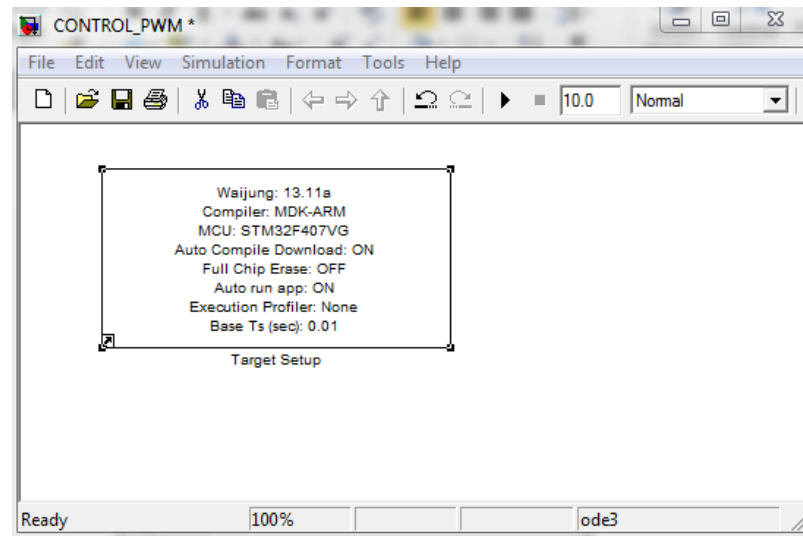 CONTROL_PWM *
File Edit View Simulation Format Tools Help
10.0 Normal
Waijung: 13.11a
Compiler: MDK-ARM
MCU: STM32F407VG
Auto Compile Download: ON
Full Chip Erase: OFF
Auto run app: ON
Execution Profiler: None
Base Ts (sec): 0.01
Target Setup
Ready 100% ode3